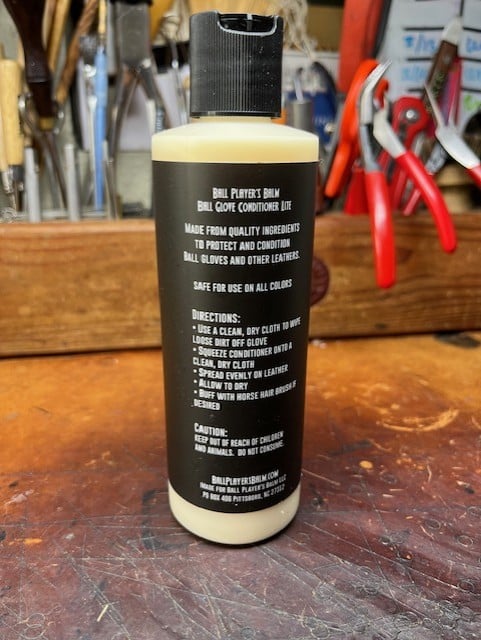 Ball Player's Balm
Ball Glove Conditioner Lite
Made from quality ingredients
to protect and condition
Ball gloves and other leathers.
safe for use on all colors
Directions:
• Use a clean, dry cloth to wipe
loose dirt off glove
• Squeeze conditioner onto a
clean, dry cloth
• Spread evenly on leather
• Allow to dry
• Buff with horse hair brush if
desired
Caution:
Keep out of reach of children
and animals. Do not consume.
BallPlayersBalm.com
Made for Ball Player's Balm LLC
PO Box 406 Pittsboro, NC 27312